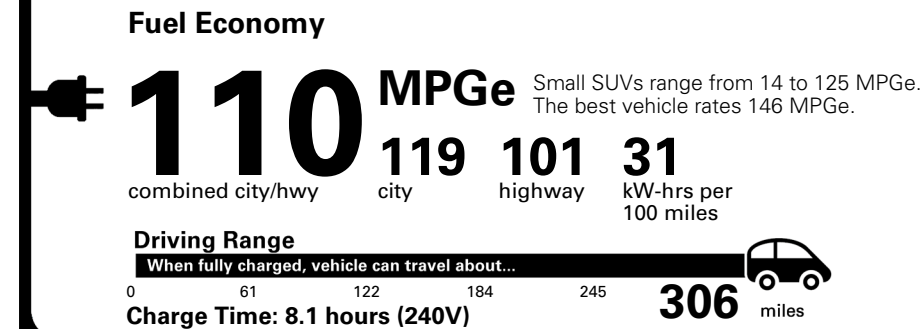 Fuel Economy
110 MPGe
Small SUVs range from 14 to 125 MPGe.
The best vehicle rates 146 MPGe.
combined city/hwy
119
city
101
highway
31
kW-hrs per
100 miles
Driving Range
When fully charged, vehicle can travel about...
0 61 122 184 245 306 miles
Charge Time: 8.1 hours (240V)